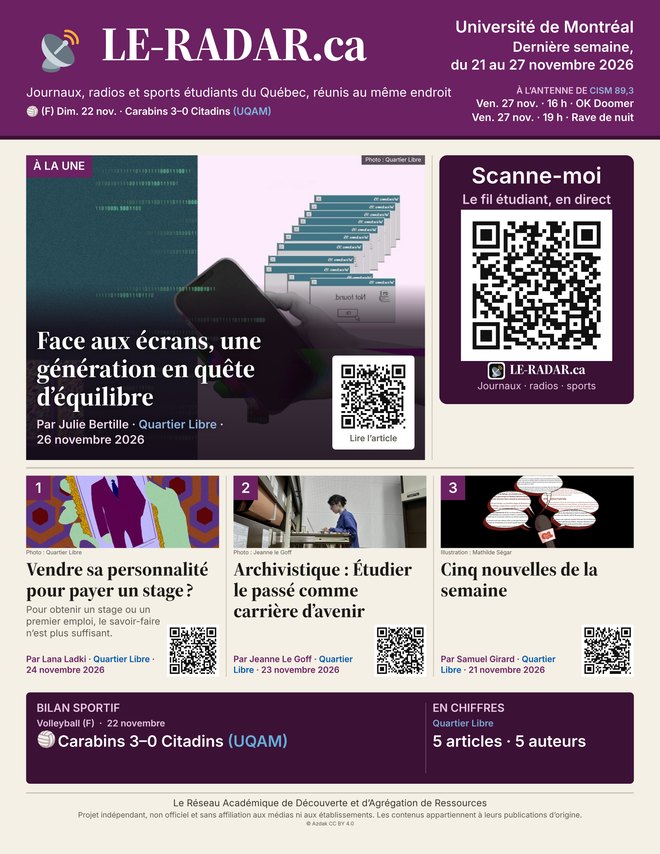 LE-RADAR.ca
Journaux, radios et sports étudiants du Québec, réunis au même endroit
(F) Dim. 22 nov. · Carabins 3–0 Citadins (UQAM)
Université de Montréal
Dernière semaine,
du 21 au 27 novembre 2026
À L'ANTENNE DE CISM 89,3
Ven. 27 nov. · 16 h · OK Doomer
Ven. 27 nov. · 19 h · Rave de nuit
À LA UNE
Photo : Quartier Libre
Face aux écrans, une
génération en quête
d'équilibre
Par Julie Bertille · Quartier Libre ·
26 novembre 2026
Lire l'article
Scanne-moi
Le fil étudiant, en direct
LE-RADAR.ca
Journaux · radios · sports
1
Photo : Quartier Libre
Vendre sa personnalité
pour payer un stage ?
Pour obtenir un stage ou un
premier emploi, le savoir-faire
n'est plus suffisant.
Par Lana Ladki · Quartier Libre ·
24 novembre 2026
2
Photo : Jeanne le Goff
Archivistique : Étudier
le passé comme
carrière d'avenir
Par Jeanne Le Goff · Quartier
Libre · 23 novembre 2026
3
Illustration : Mathilde Ségar
Cinq nouvelles de la
semaine
Par Samuel Girard · Quartier
Libre · 21 novembre 2026
BILAN SPORTIF
Volleyball (F) · 22 novembre
Carabins 3–0 Citadins (UQAM)
EN CHIFFRES
Quartier Libre
5 articles · 5 auteurs
Le Réseau Académique de Découverte et d'Agrégation de Ressources
Projet indépendant, non officiel et sans affiliation aux médias ni aux établissements. Les contenus appartiennent à leurs publications d'origine.
© Azdak CC BY 4.0